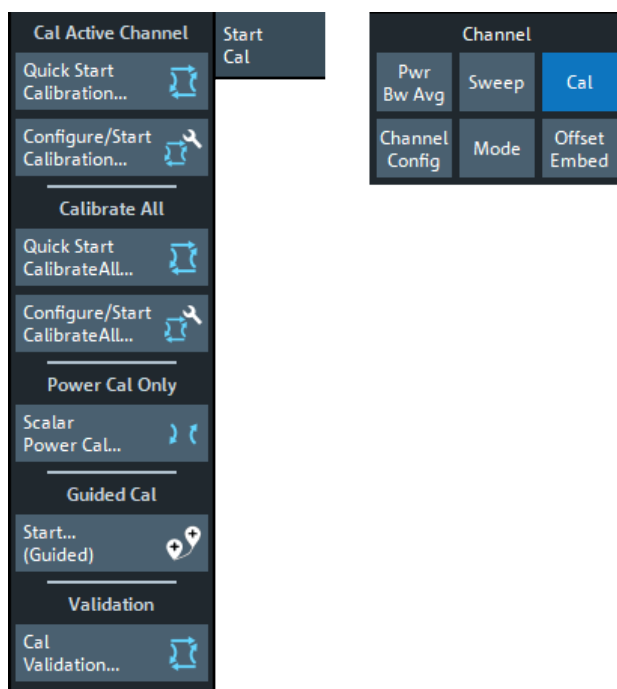 Cal Active Channel
Quick Start
Calibration...
Configure/Start
Calibration...
Calibrate All
Quick Start
CalibrateAll...
Configure/Start
CalibrateAll...
Power Cal Only
Scalar
Power Cal...
Guided Cal
Start...
(Guided)
Validation
Cal
Validation...
Start
Cal
Channel
Pwr
Bw Avg
Sweep
Cal
Channel
Config
Mode
Offset
Embed